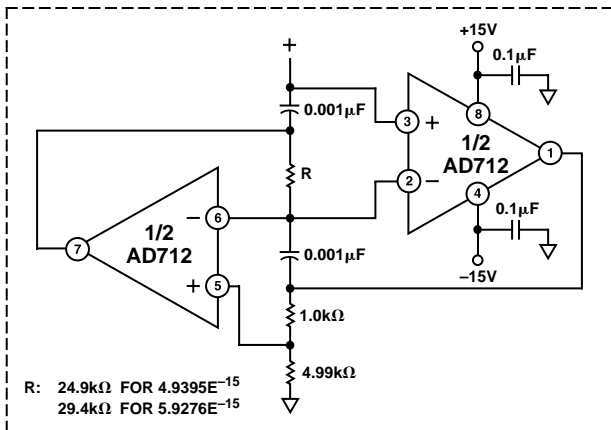 +
+15V
0.1µF
0.001µF
8
3
+
1/2
AD712
1
R
2
–
4
7
1/2
AD712
–
6
0.1µF
0.001µF
+
5
–15V
1.0kΩ
4.99kΩ
R: 24.9kΩ FOR 4.9395E–15
29.4kΩ FOR 5.9276E–15